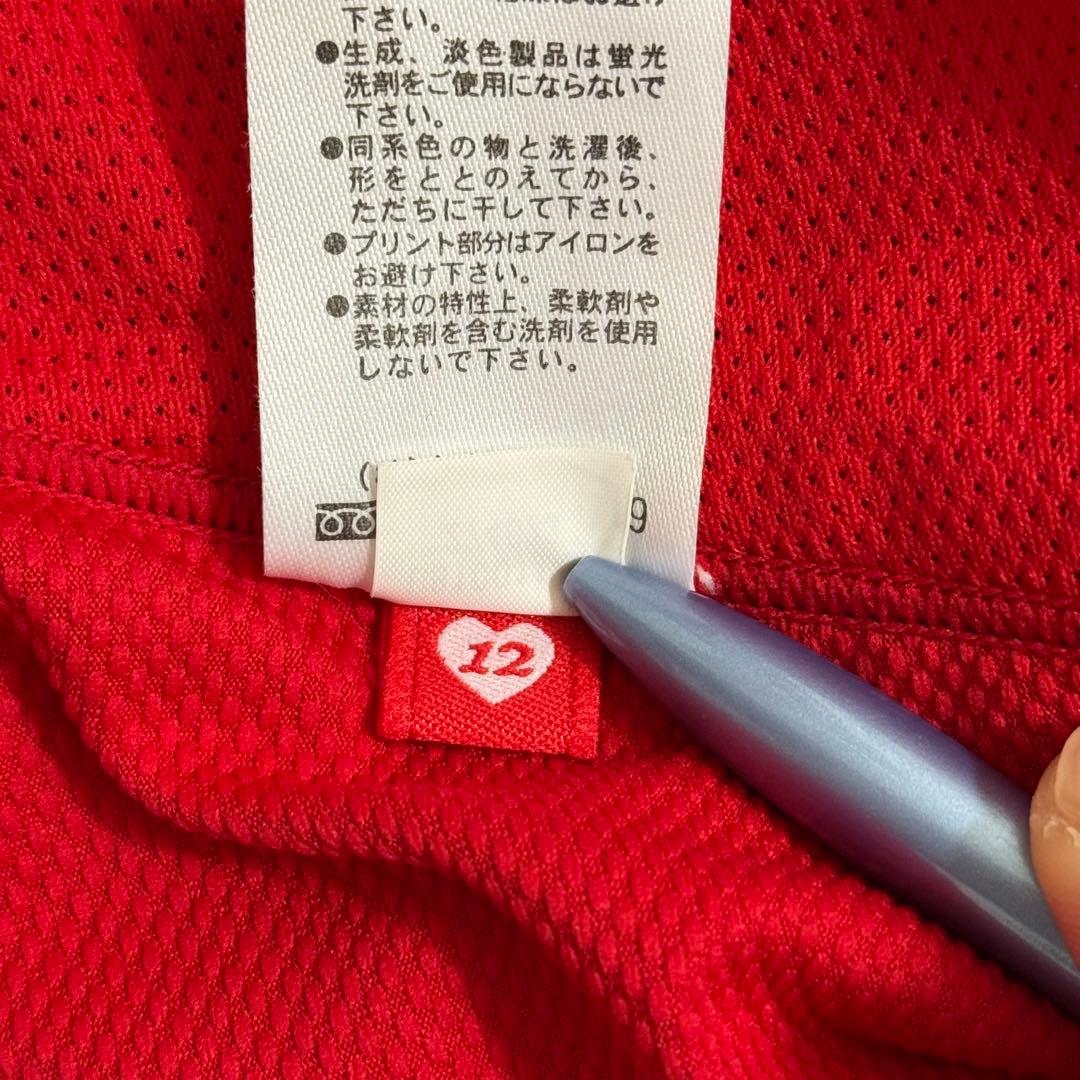 下さい。
●生成、淡色製品は蛍光
洗剤をご使用にならないで
下さい。
●同系色の物と洗濯後、
形をととのえてから、
ただちに干して下さい。
●プリント部分はアイロンを
お避け下さい。
●素材の特性上、柔軟剤や
柔軟剤を含む洗剤を使用
しないで下さい。
9
12